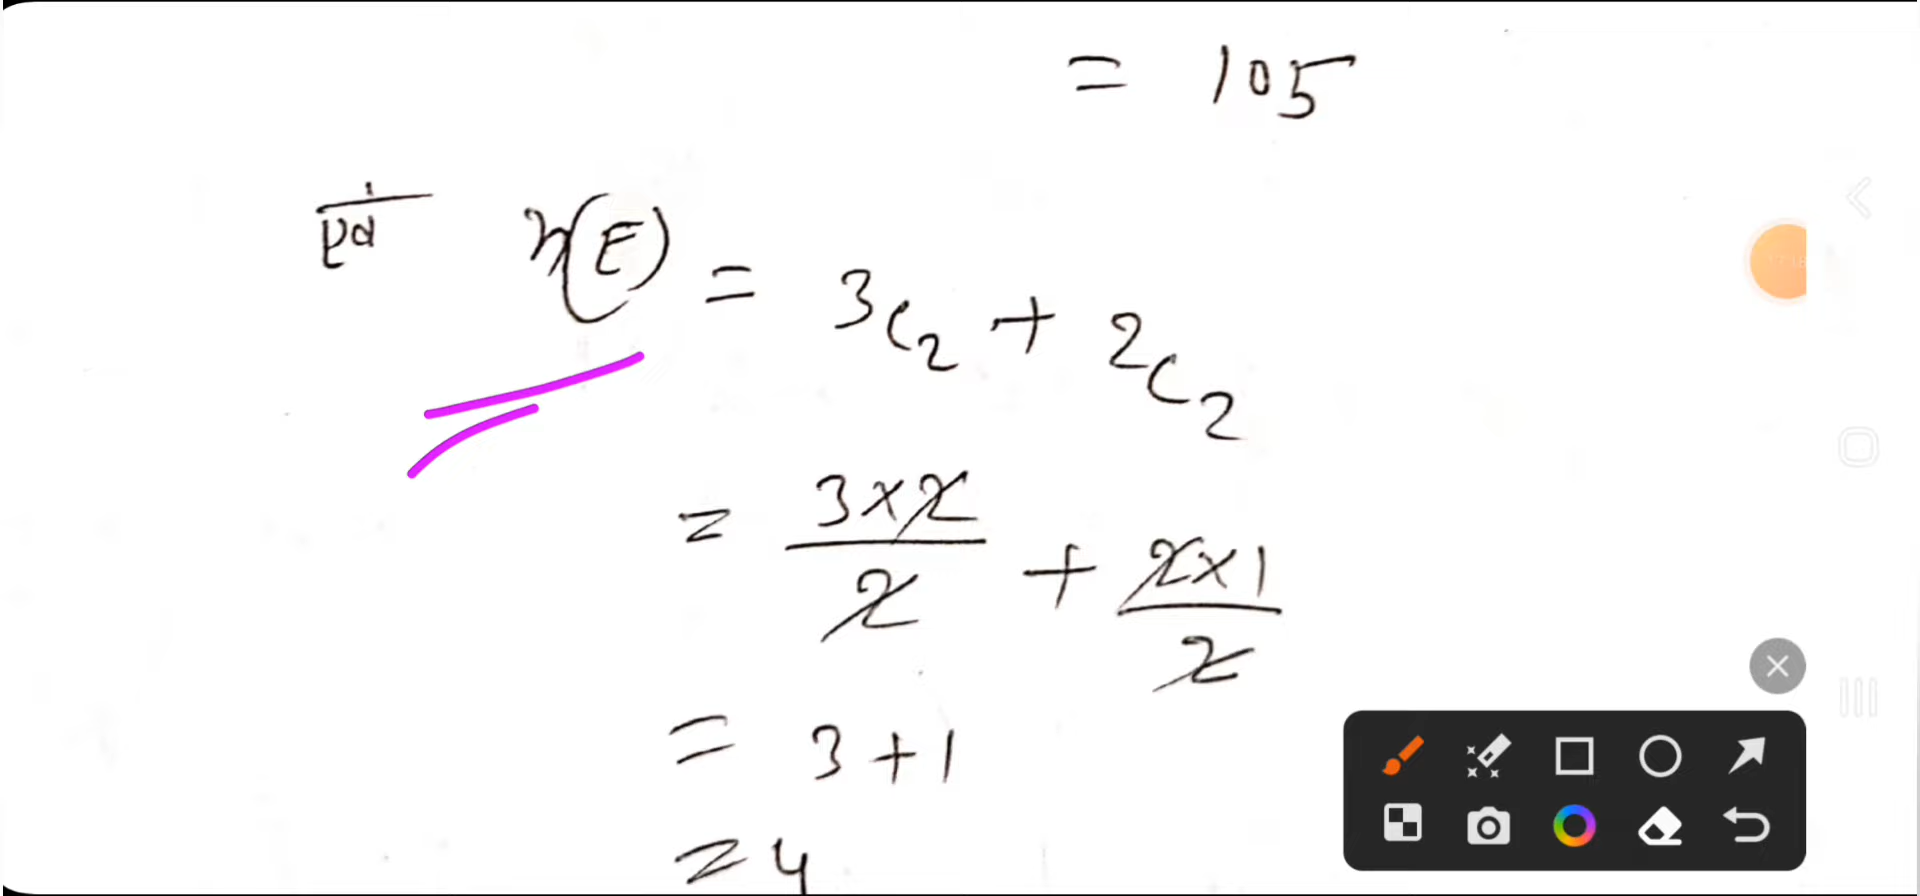 = 105
n(E) = 3C2 + 2C2
= 3×2/2 + 2×1/2
= 3+1
= 4